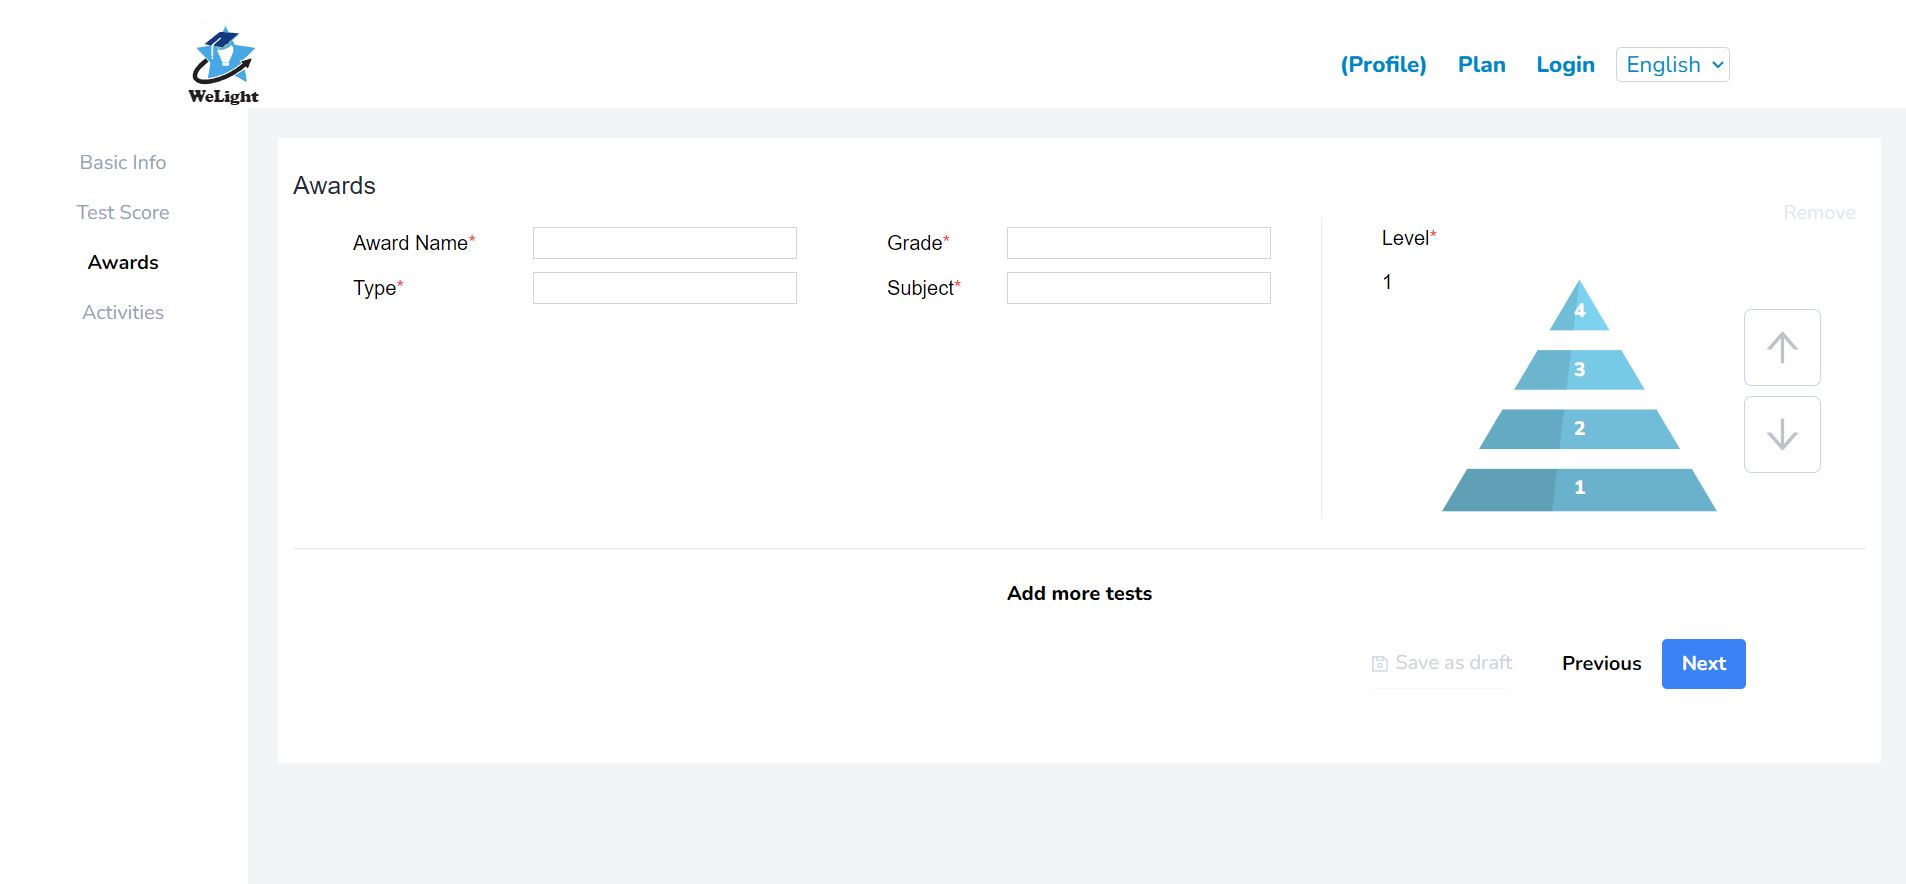 WeLight
(Profile) Plan Login English
Basic Info
Test Score
Awards
Activities
Awards
Remove
Award Name* Grade* Level*
Type* Subject* 1
4
3
2
1
Add more tests
Save as draft Previous Next